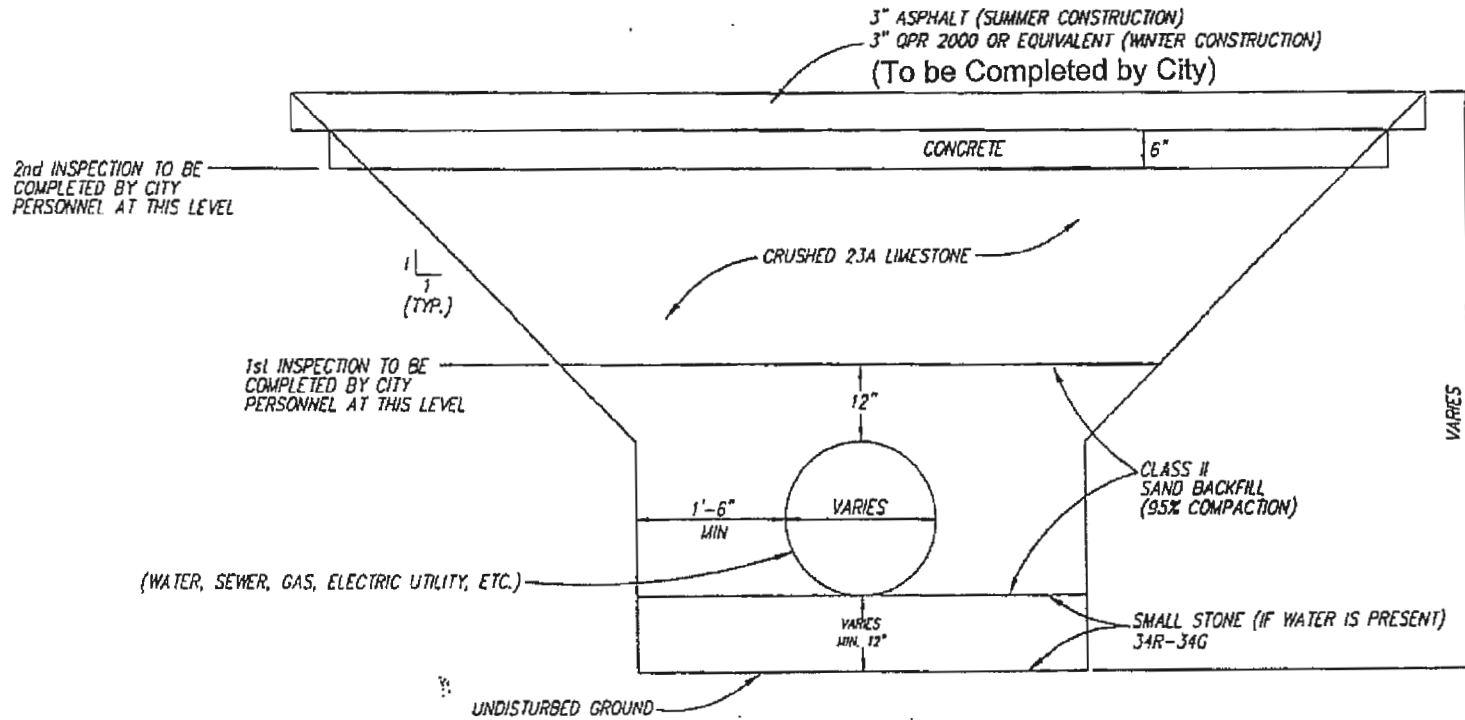 3" ASPHALT (SUMMER CONSTRUCTION)
3" QPR 2000 OR EQUIVALENT (WINTER CONSTRUCTION)
(To be Completed by City)
CONCRETE
6"
2nd INSPECTION TO BE
COMPLETED BY CITY
PERSONNEL AT THIS LEVEL
CRUSHED 23A LIMESTONE
1
1
(TYP.)
1st INSPECTION TO BE
COMPLETED BY CITY
PERSONNEL AT THIS LEVEL
12"
VARIES
CLASS II
SAND BACKFILL
(95% COMPACTION)
1'-6"
MIN
VARIES
(WATER, SEWER, GAS, ELECTRIC UTILITY, ETC.)
VARIES
MIN. 12"
SMALL STONE (IF WATER IS PRESENT)
34R-34G
UNDISTURBED GROUND